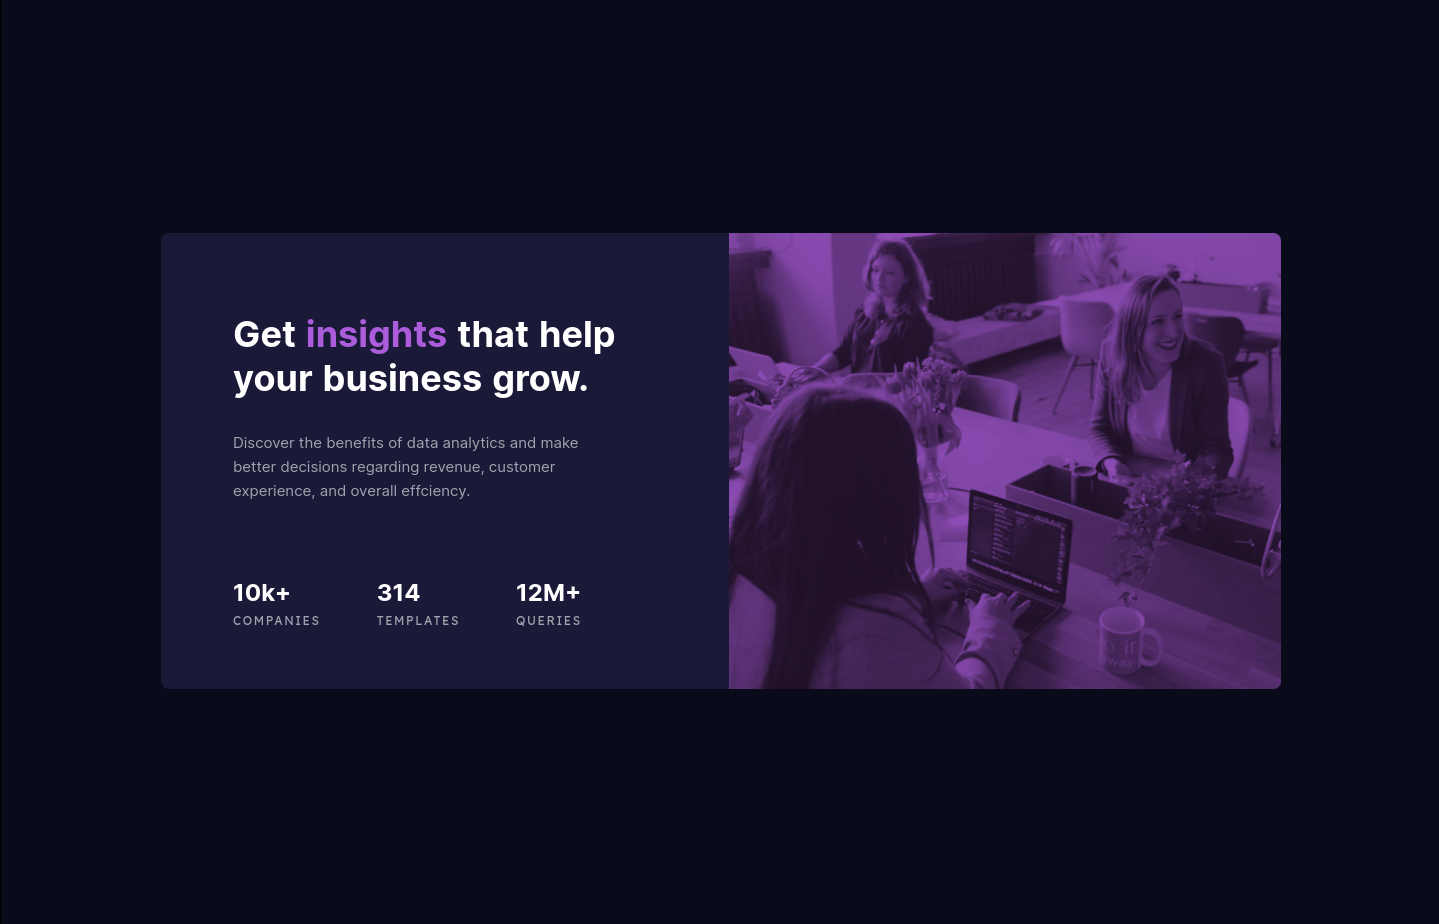 Get insights that help
your business grow.
Discover the benefits of data analytics and make
better decisions regarding revenue, customer
experience, and overall effciency.
10k+ 314 12M+
COMPANIES TEMPLATES QUERIES